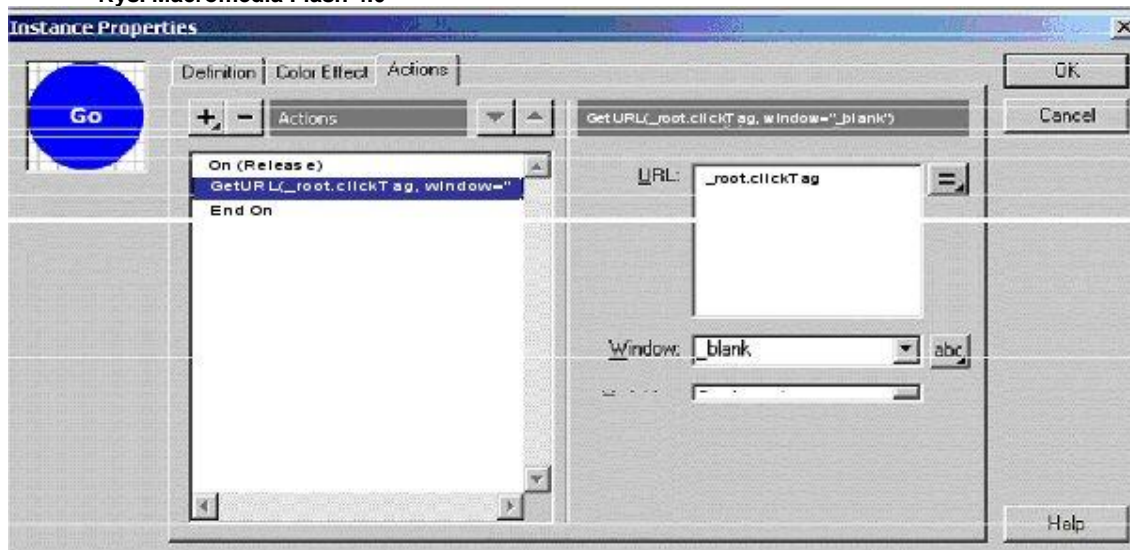 Instance Properties
Definition Color Effect Actions OK
Go + - Actions GetURL(_root.clickTag, window="_blank") Cancel
On (Release)
GetURL(_root.clickTag, window="
End On
URL: _root.clickTag
Window: _blank abc
Help